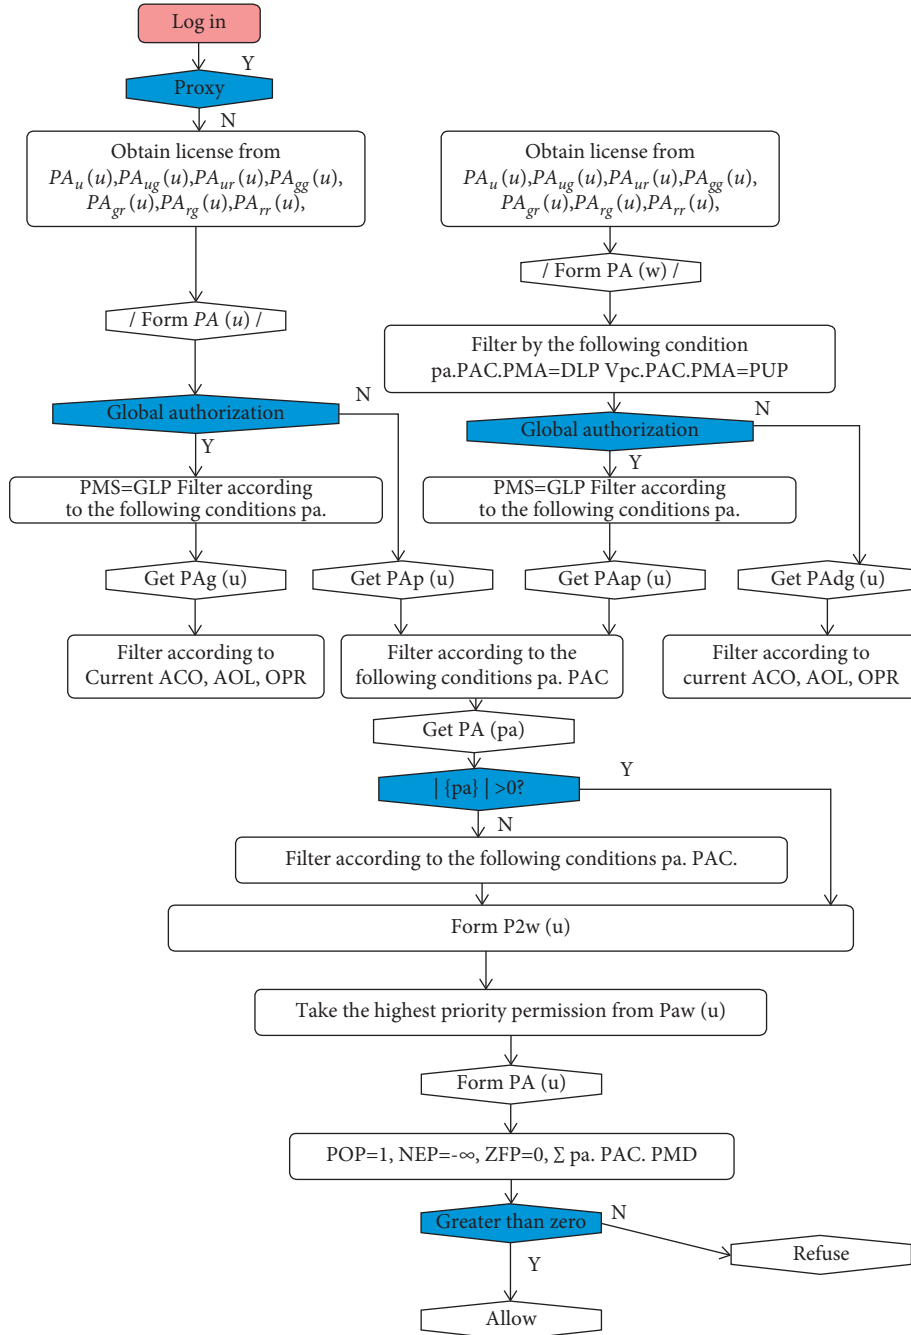 Log in
Y
Proxy
N
Obtain license from
PAu (u),PAug (u),PAur (u),PAgg (u),
PAgr (u),PArg (u),PArr (u),
Obtain license from
PAu (u),PAug (u),PAur (u),PAgg (u),
PAgr (u),PArg (u),PArr (u),
/ Form PA (w) /
/ Form PA (u) /
Filter by the following condition
pa.PAC.PMA=DLP Vpc.PAC.PMA=PUP
N
Global authorization
Y
N
Global authorization
Y
PMS=GLP Filter according
to the following conditions pa.
PMS=GLP Filter according
to the following conditions pa.
Get PAg (u)
Get PAp (u)
Get PAap (u)
Get PAdg (u)
Filter according to
Current ACO, AOL, OPR
Filter according to the
following conditions pa. PAC
Filter according to
current ACO, AOL, OPR
Get PA (pa)
Y
| {pa} | >0?
N
Filter according to the following conditions pa. PAC.
Form P2w (u)
Take the highest priority permission from Paw (u)
Form PA (u)
POP=1, NEP=-∞, ZFP=0, Σ pa. PAC. PMD
Greater than zero
N
Refuse
Y
Allow